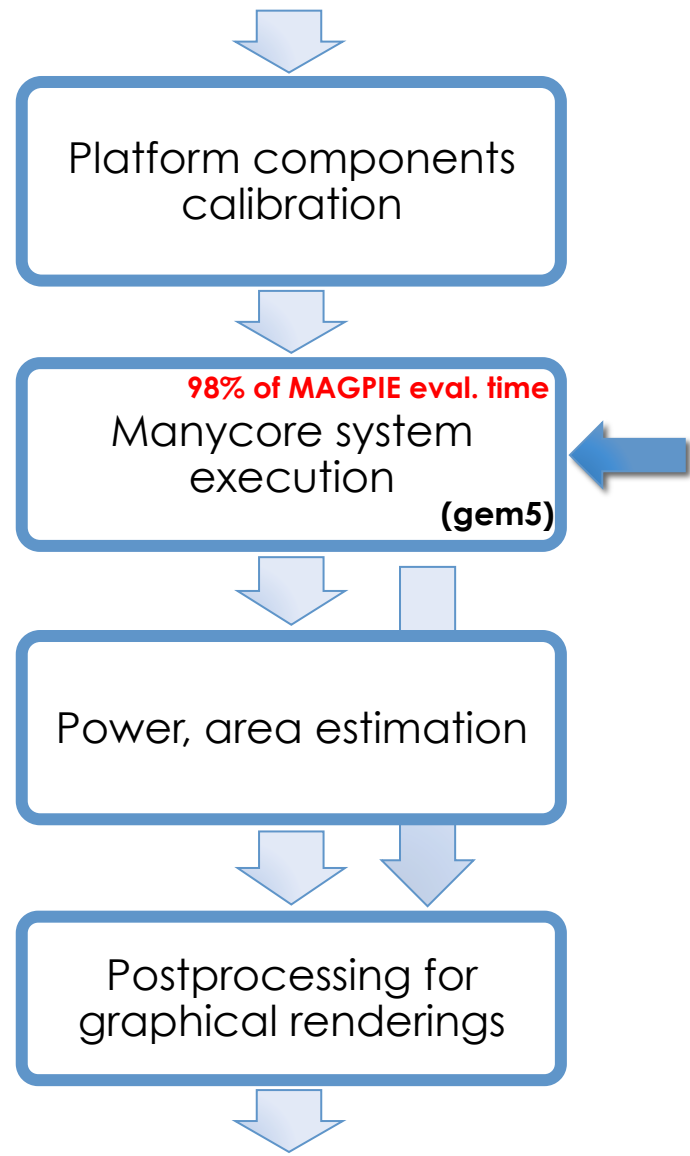 Platform components
calibration
98% of MAGPIE eval. time
Manycore system
execution
(gem5)
Power, area estimation
Postprocessing for
graphical renderings